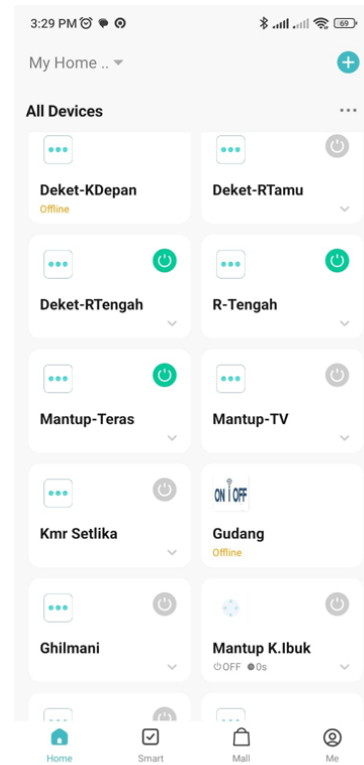 3:29 PM
69
My Home ..
All Devices
Deket-KDepan
Offline
Deket-RTamu
Deket-RTengah
R-Tengah
Mantup-Teras
Mantup-TV
Kmr Setlika
ON OFF
Gudang
Offline
Ghilmani
Mantup K.Ibuk
OFF 0s
Home
Smart
Mall
Me